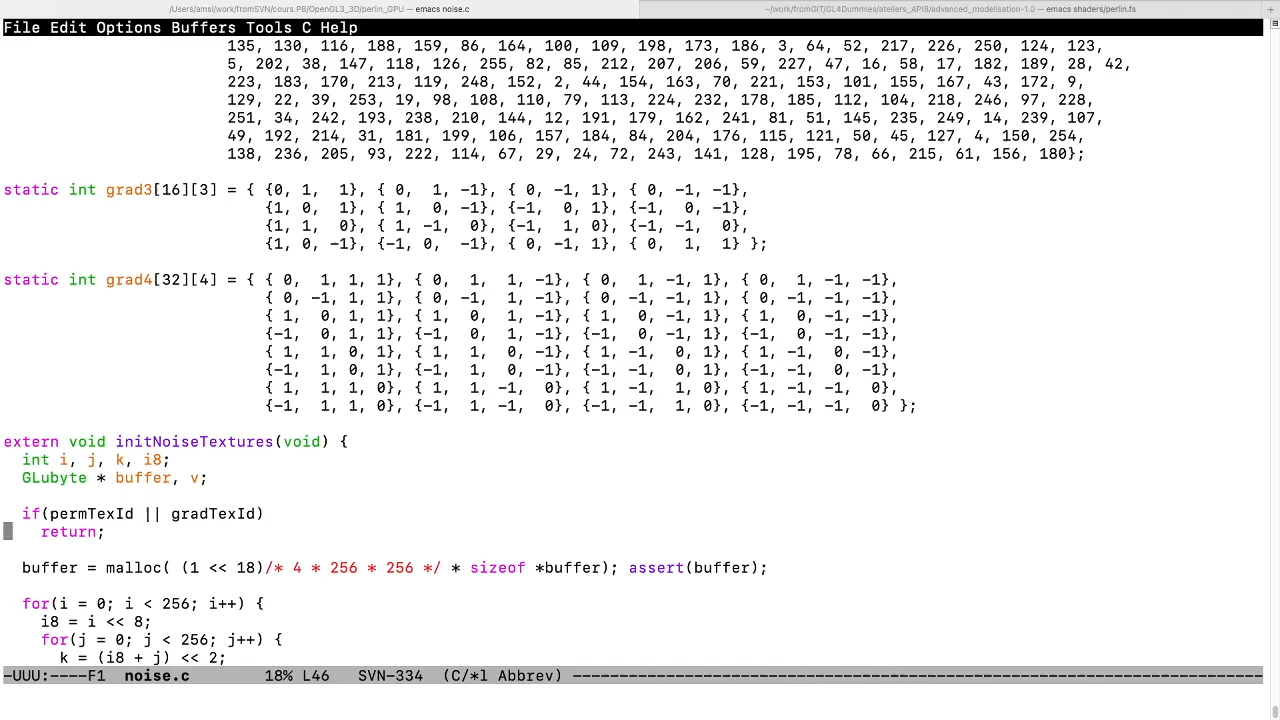 /Users/amsi/work/fromSVN/cours.P8/OpenGL3_3D/perlin_GPU — emacs noise.c
~/work/fromGIT/GL4Dummies/ateliers_API8/advanced_modelisation-1.0 — emacs shaders/perlin.fs
File Edit Options Buffers Tools C Help
135, 130, 116, 188, 159, 86, 164, 100, 109, 198, 173, 186, 3, 64, 52, 217, 226, 250, 124, 123,
5, 202, 38, 147, 118, 126, 255, 82, 85, 212, 207, 206, 59, 227, 47, 16, 58, 17, 182, 189, 28, 42,
223, 183, 170, 213, 119, 248, 152, 2, 44, 154, 163, 70, 221, 153, 101, 155, 167, 43, 172, 9,
129, 22, 39, 253, 19, 98, 108, 110, 79, 113, 224, 232, 178, 185, 112, 104, 218, 246, 97, 228,
251, 34, 242, 193, 238, 210, 144, 12, 191, 179, 162, 241, 81, 51, 145, 235, 249, 14, 239, 107,
49, 192, 214, 31, 181, 199, 106, 157, 184, 84, 204, 176, 115, 121, 50, 45, 127, 4, 150, 254,
138, 236, 205, 93, 222, 114, 67, 29, 24, 72, 243, 141, 128, 195, 78, 66, 215, 61, 156, 180};
static int grad3[16][3] = { {0, 1, 1}, { 0, 1, -1}, { 0, -1, 1}, { 0, -1, -1},
{1, 0, 1}, { 1, 0, -1}, {-1, 0, 1}, {-1, 0, -1},
{1, 1, 0}, { 1, -1, 0}, {-1, 1, 0}, {-1, -1, 0},
{1, 0, -1}, {-1, 0, -1}, { 0, -1, 1}, { 0, 1, 1} };
static int grad4[32][4] = { { 0, 1, 1, 1}, { 0, 1, 1, -1}, { 0, 1, -1, 1}, { 0, 1, -1, -1},
{ 0, -1, 1, 1}, { 0, -1, 1, -1}, { 0, -1, -1, 1}, { 0, -1, -1, -1},
{ 1, 0, 1, 1}, { 1, 0, 1, -1}, { 1, 0, -1, 1}, { 1, 0, -1, -1},
{-1, 0, 1, 1}, {-1, 0, 1, -1}, {-1, 0, -1, 1}, {-1, 0, -1, -1},
{ 1, 1, 0, 1}, { 1, 1, 0, -1}, { 1, -1, 0, 1}, { 1, -1, 0, -1},
{-1, 1, 0, 1}, {-1, 1, 0, -1}, {-1, -1, 0, 1}, {-1, -1, 0, -1},
{ 1, 1, 1, 0}, { 1, 1, -1, 0}, { 1, -1, 1, 0}, { 1, -1, -1, 0},
{-1, 1, 1, 0}, {-1, 1, -1, 0}, {-1, -1, 1, 0}, {-1, -1, -1, 0} };
extern void initNoiseTextures(void) {
int i, j, k, i8;
GLubyte * buffer, v;
if(permTexId || gradTexId)
return;
buffer = malloc( (1 << 18)/* 4 * 256 * 256 */ * sizeof *buffer); assert(buffer);
for(i = 0; i < 256; i++) {
i8 = i << 8;
for(j = 0; j < 256; j++) {
k = (i8 + j) << 2;
-UUU:----F1 noise.c 18% L46 SVN-334 (C/*l Abbrev) --------------------------------------------------------------------------